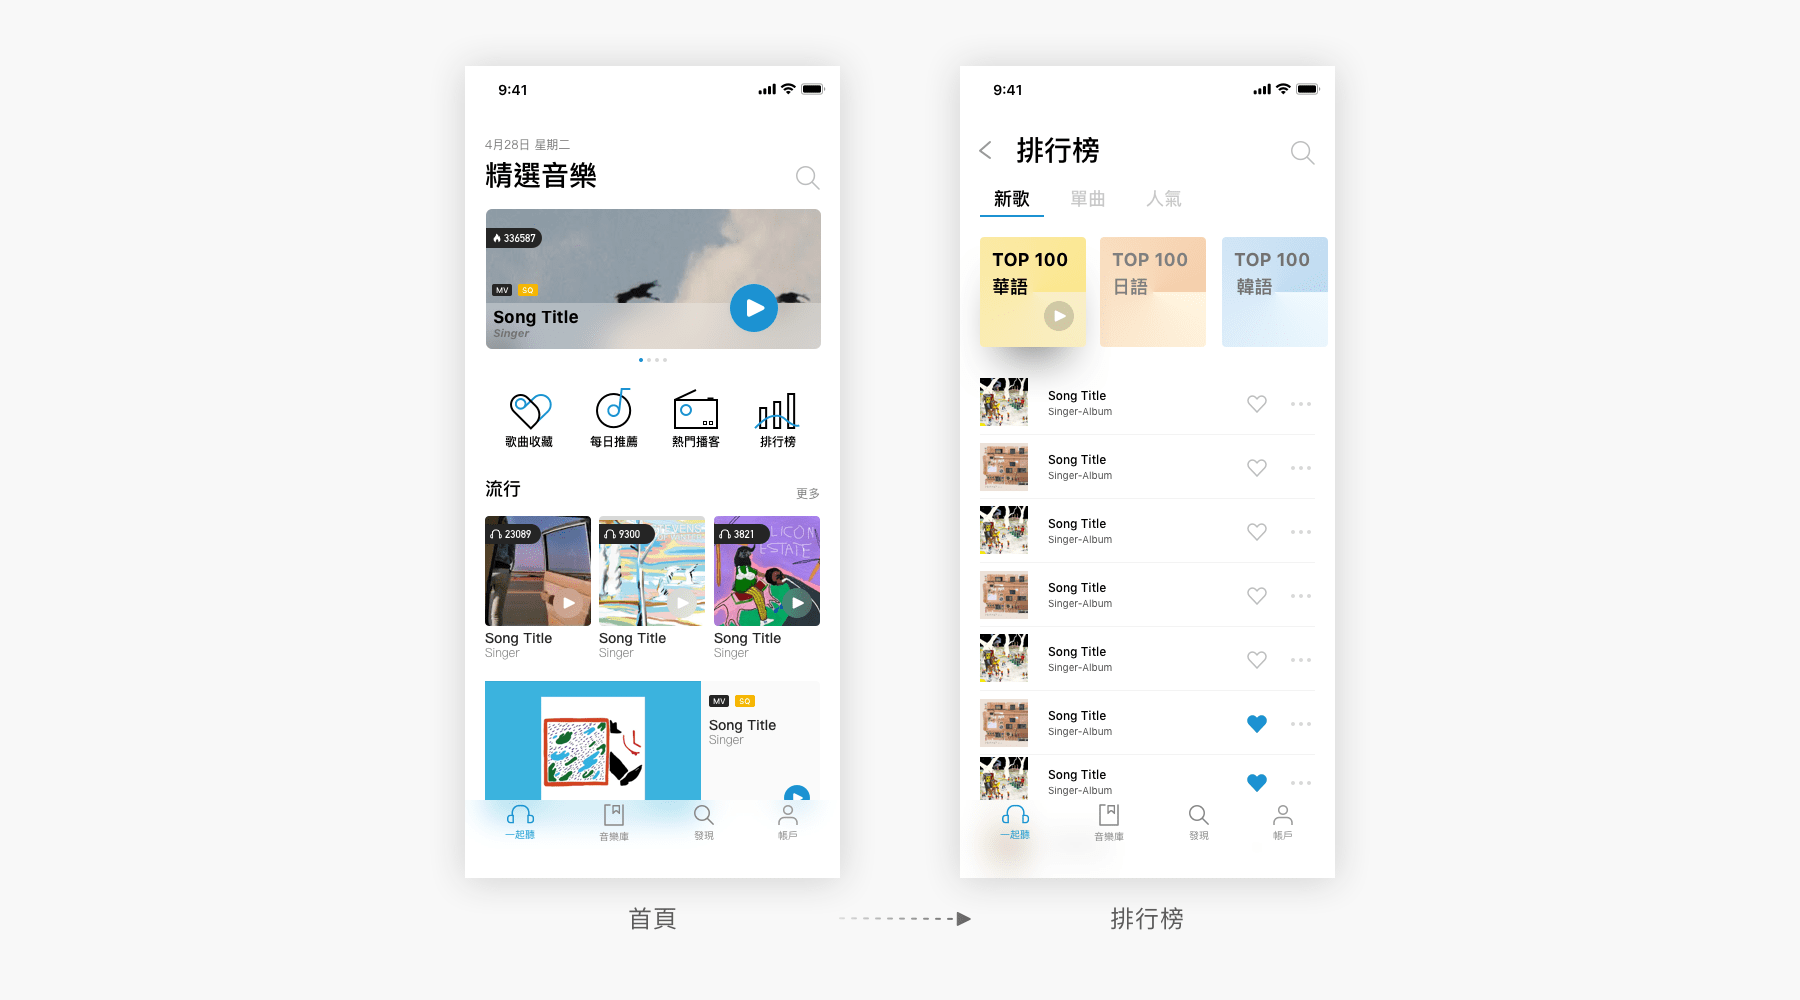 9:41
4月28日 星期二
精選音樂
336587
MV SQ
Song Title
Singer
歌曲收藏 每日推薦 熱門播客 排行榜
流行 更多
23089 9300 3821
SILICON
ESTATE
Song Title Song Title Song Title
Singer Singer Singer
MV SQ
Song Title
Singer
一起聽 音樂庫 發現 帳戶
首頁
9:41
排行榜
新歌 單曲 人氣
TOP 100 TOP 100 TOP 100
華語 日語 韓語
Song Title
Singer-Album
Song Title
Singer-Album
Song Title
Singer-Album
Song Title
Singer-Album
Song Title
Singer-Album
Song Title
Singer-Album
Song Title
Singer-Album
一起聽 音樂庫 發現 帳戶
排行榜